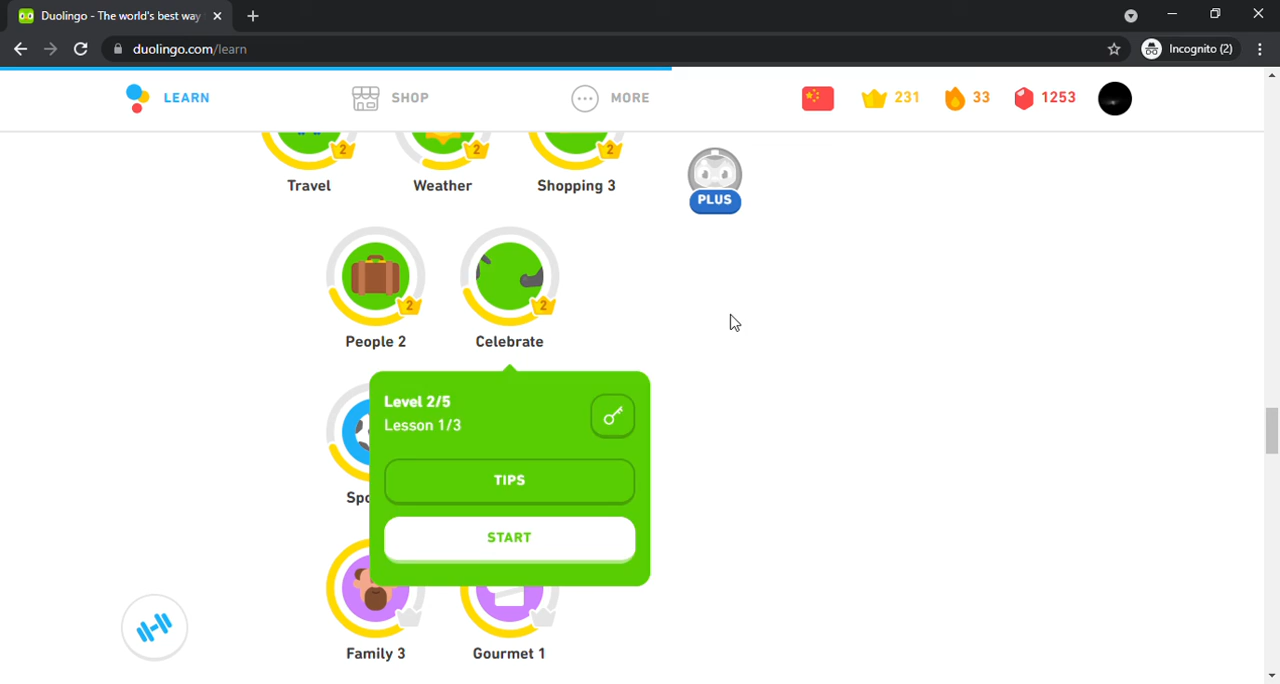 Duolingo - The world's best way
duolingo.com/learn
Incognito (2)
LEARN
SHOP
MORE
231
33
1253
2
2
2
Travel
Weather
Shopping 3
PLUS
2
2
People 2
Celebrate
Level 2/5
Lesson 1/3
TIPS
Spo
START
Family 3
Gourmet 1